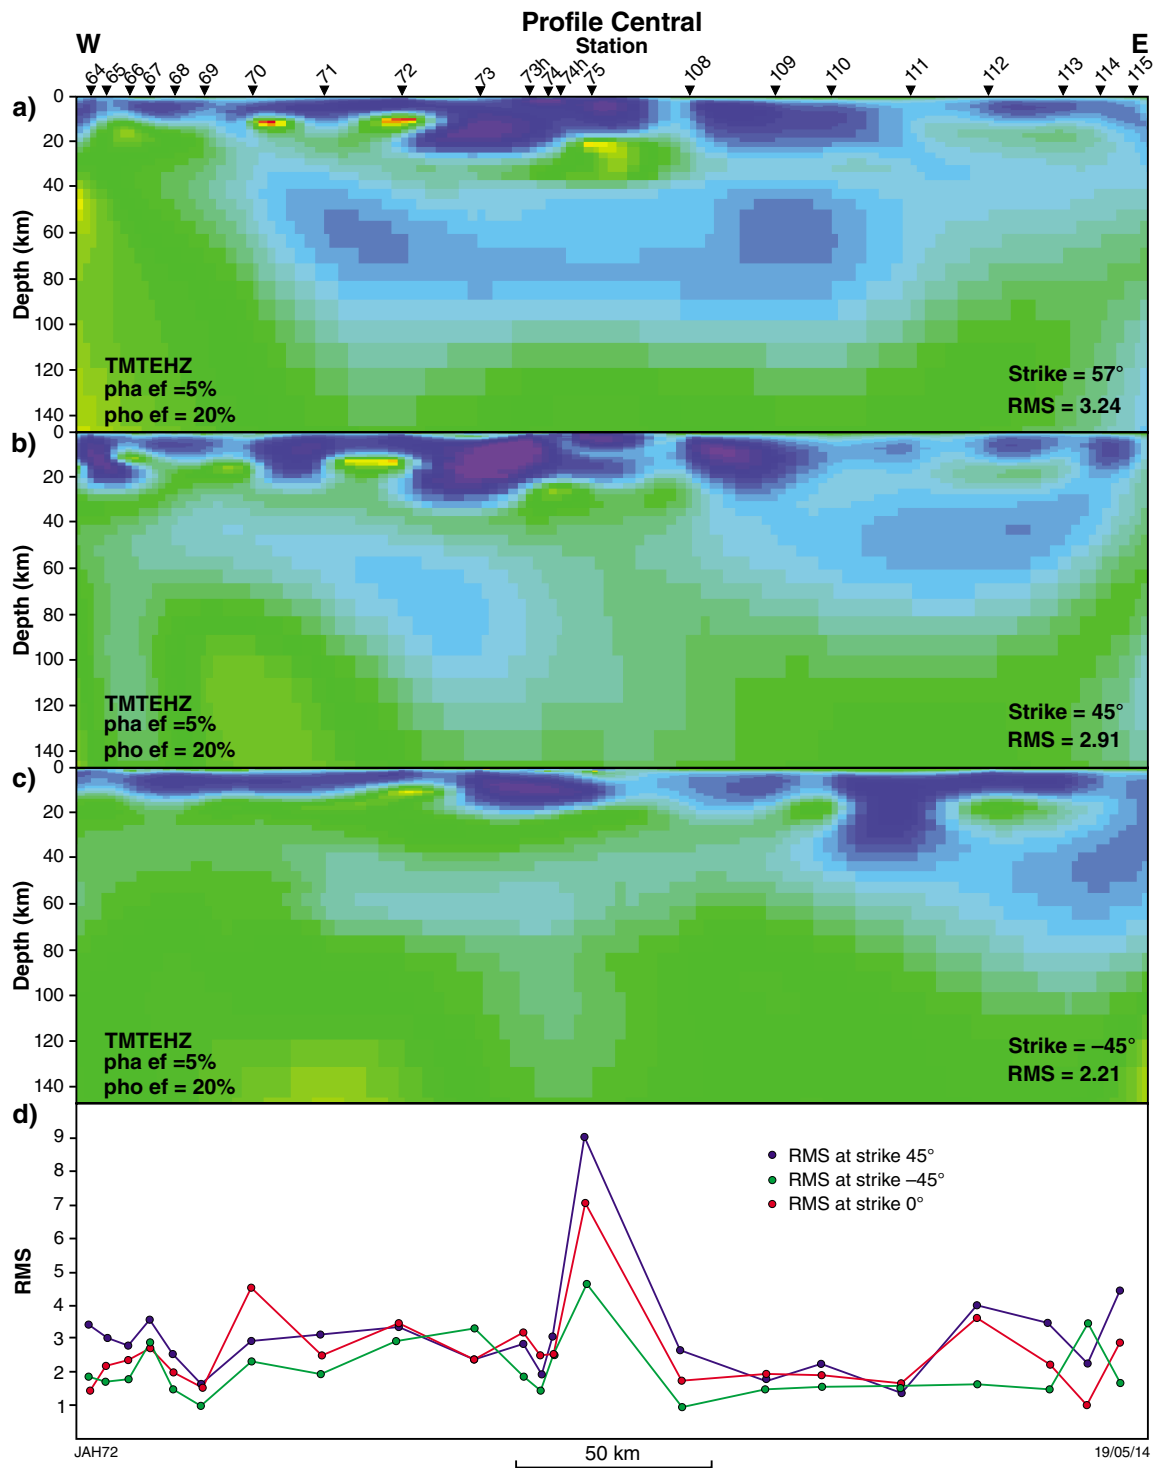 Profile Central
W Station E
64 65 66 67 68 69 70 71 72 73 73h 74 74h 75 108 109 110 111 112 113 114 115
a)
0
20
40
60
80
100
120
140
Depth (km)
TMTEHZ
pha ef =5%
pho ef = 20%
Strike = 57°
RMS = 3.24
b)
0
20
40
60
80
100
120
140
Depth (km)
TMTEHZ
pha ef =5%
pho ef = 20%
Strike = 45°
RMS = 2.91
c)
0
20
40
60
80
100
120
140
Depth (km)
TMTEHZ
pha ef =5%
pho ef = 20%
Strike = –45°
RMS = 2.21
d)
9
8
7
6
5
4
3
2
1
RMS
RMS at strike 45°
RMS at strike –45°
RMS at strike 0°
JAH72
50 km
19/05/14